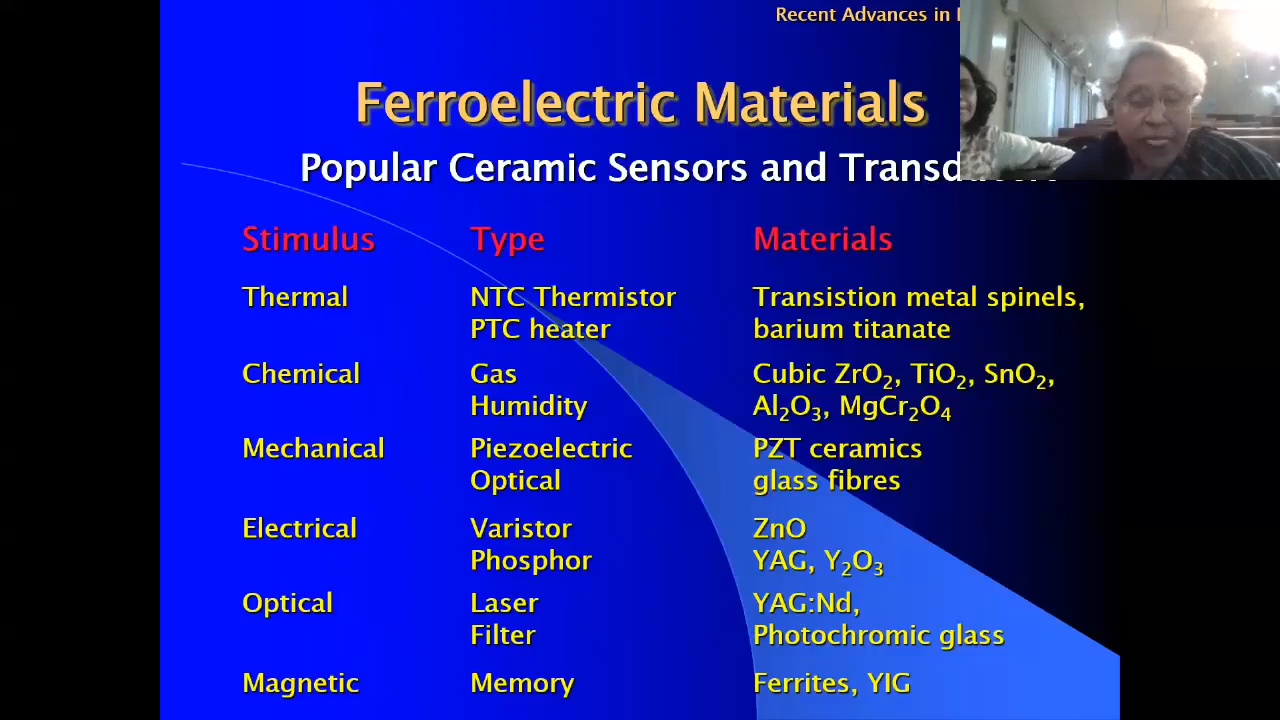 Recent Advances in
Ferroelectric Materials
Popular Ceramic Sensors and
Stimulus Type Materials
Thermal NTC Thermistor Transistion metal spinels,
PTC heater barium titanate
Chemical Gas Cubic ZrO₂, TiO₂, SnO₂,
Humidity Al₂O₃, MgCr₂O₄
Mechanical Piezoelectric PZT ceramics
Optical glass fibres
Electrical Varistor ZnO
Phosphor YAG, Y₂O₃
Optical Laser YAG:Nd,
Filter Photochromic glass
Magnetic Memory Ferrites, YIG